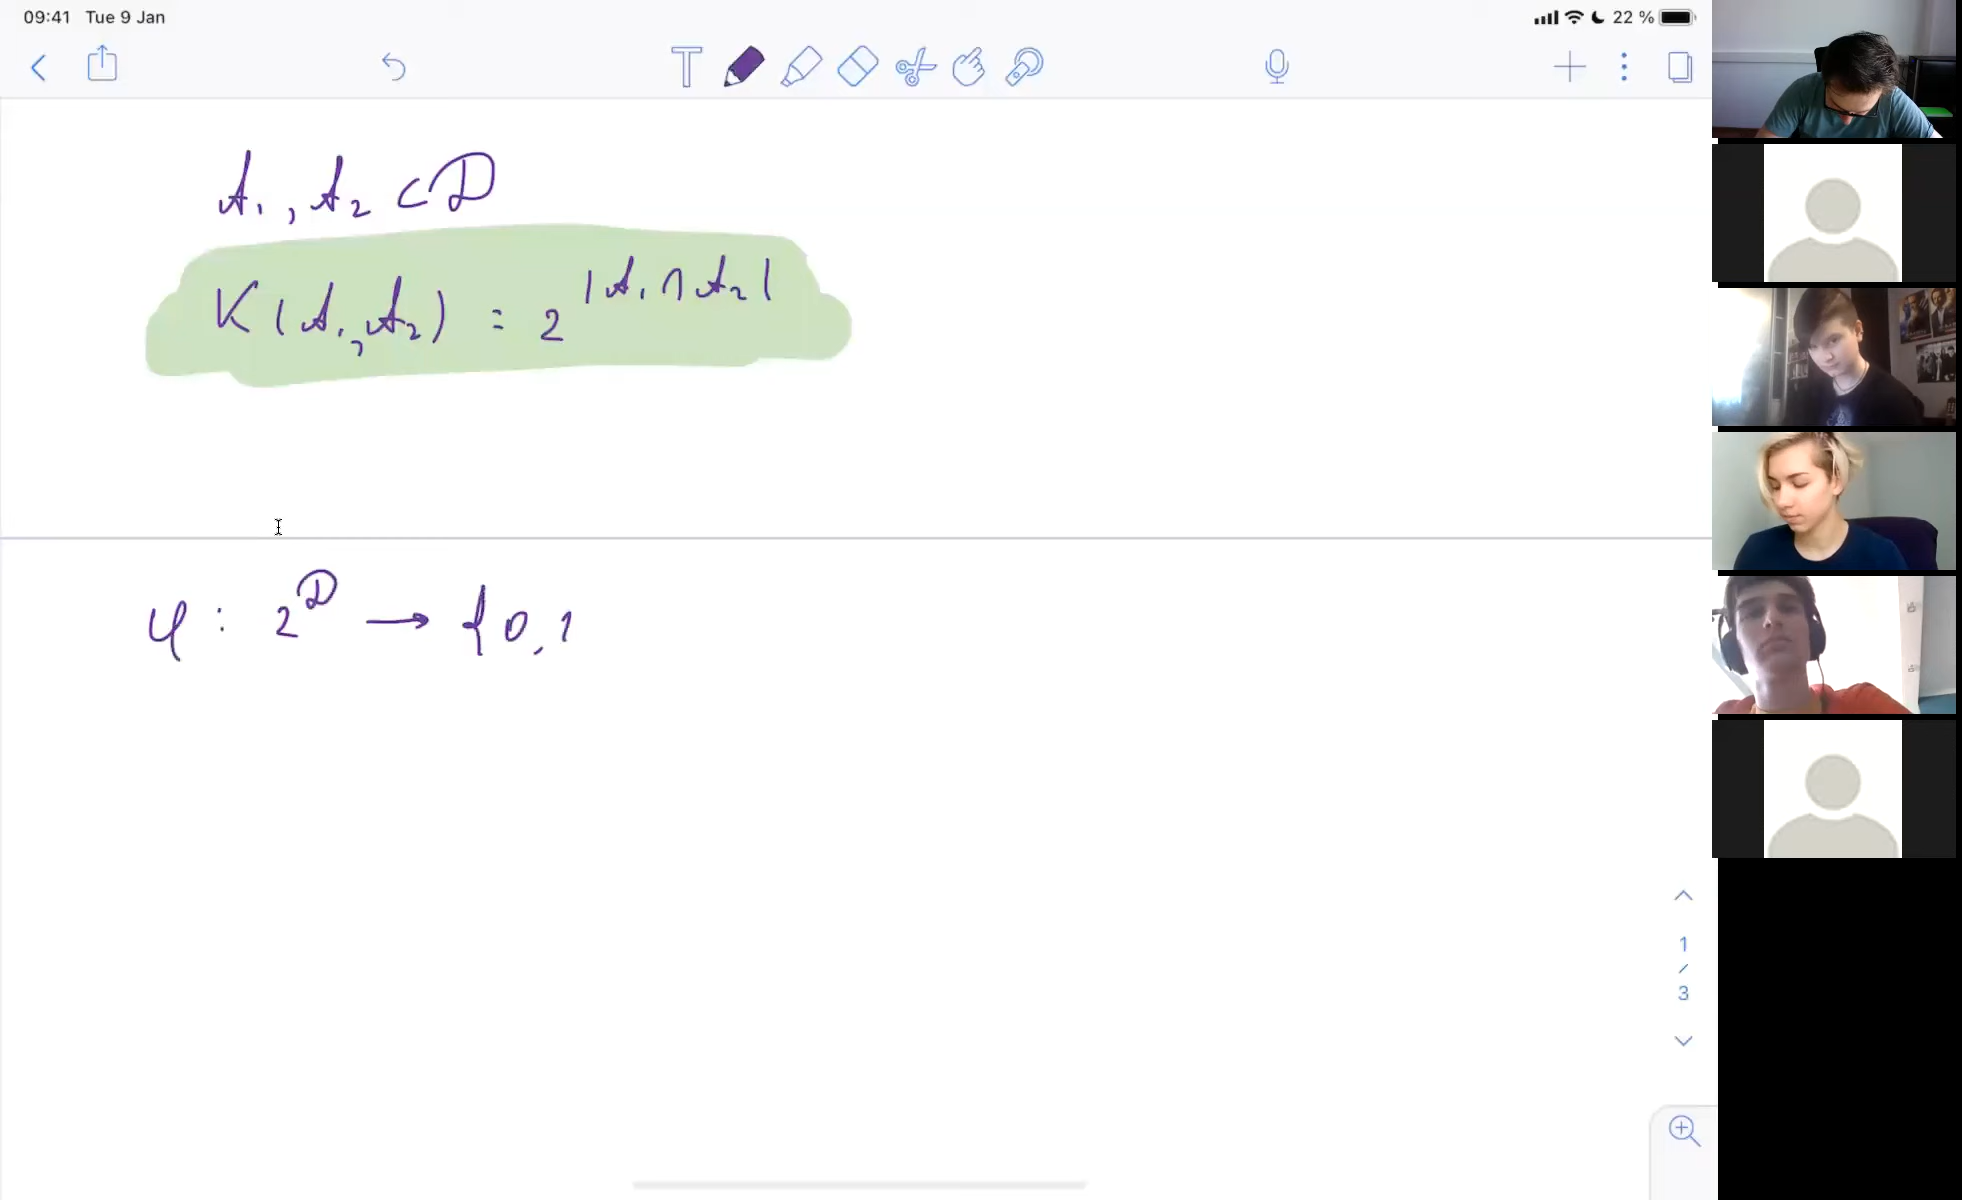 09:41 Tue 9 Jan 22 %
A₁, A₂ ⊂ D
K(A₁, A₂) = 2^|A₁ ∩ A₂|
φ : 2^D → {0, 1
1
/
3